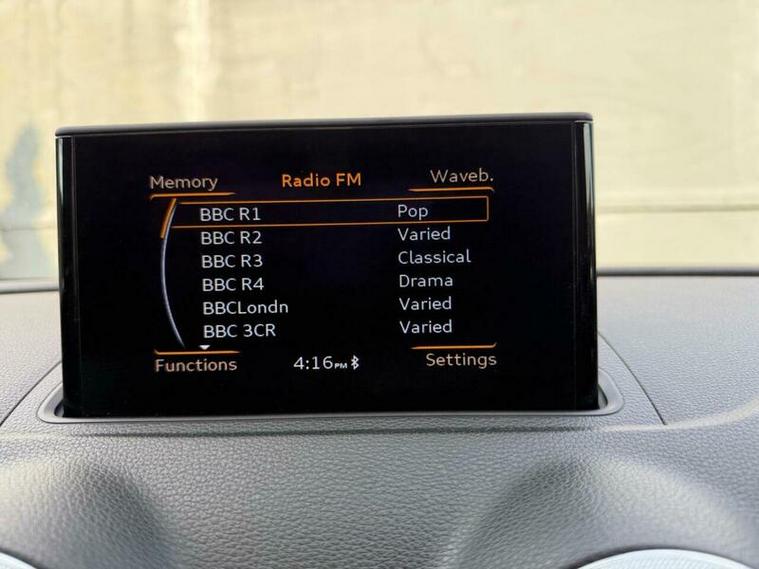 Memory Radio FM Waveb.
BBC R1 Pop
BBC R2 Varied
BBC R3 Classical
BBC R4 Drama
BBCLondn Varied
BBC 3CR Varied
Functions 4:16PM Settings